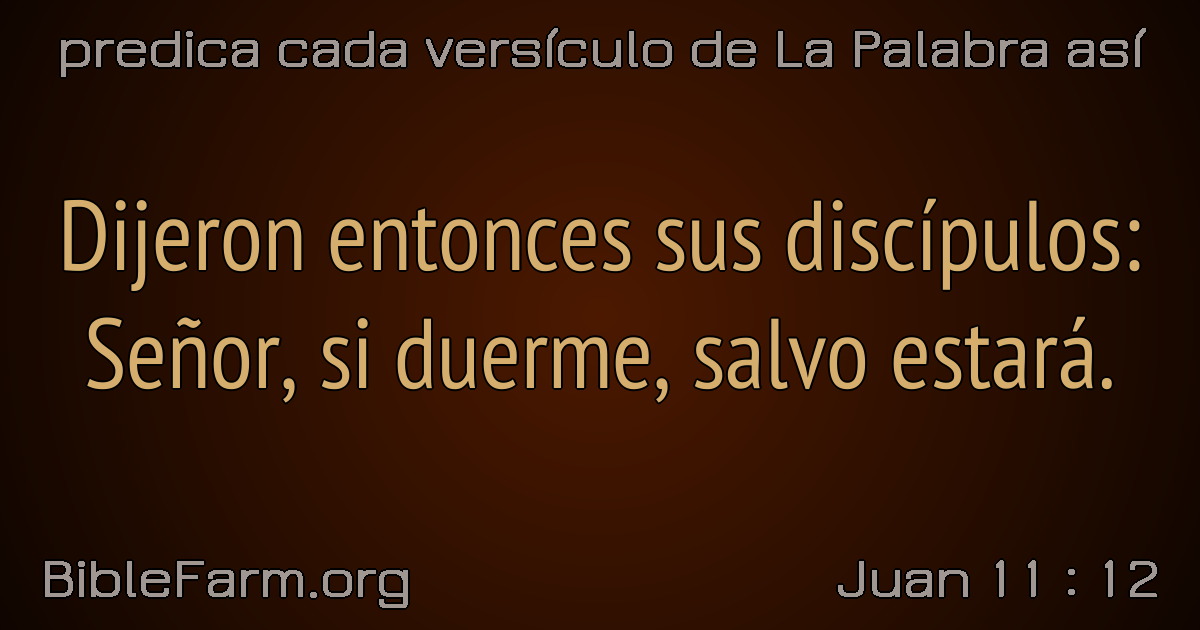 predica cada versículo de La Palabra así
Dijeron entonces sus discípulos:
Señor, si duerme, salvo estará.
BibleFarm.org
Juan 11 : 12